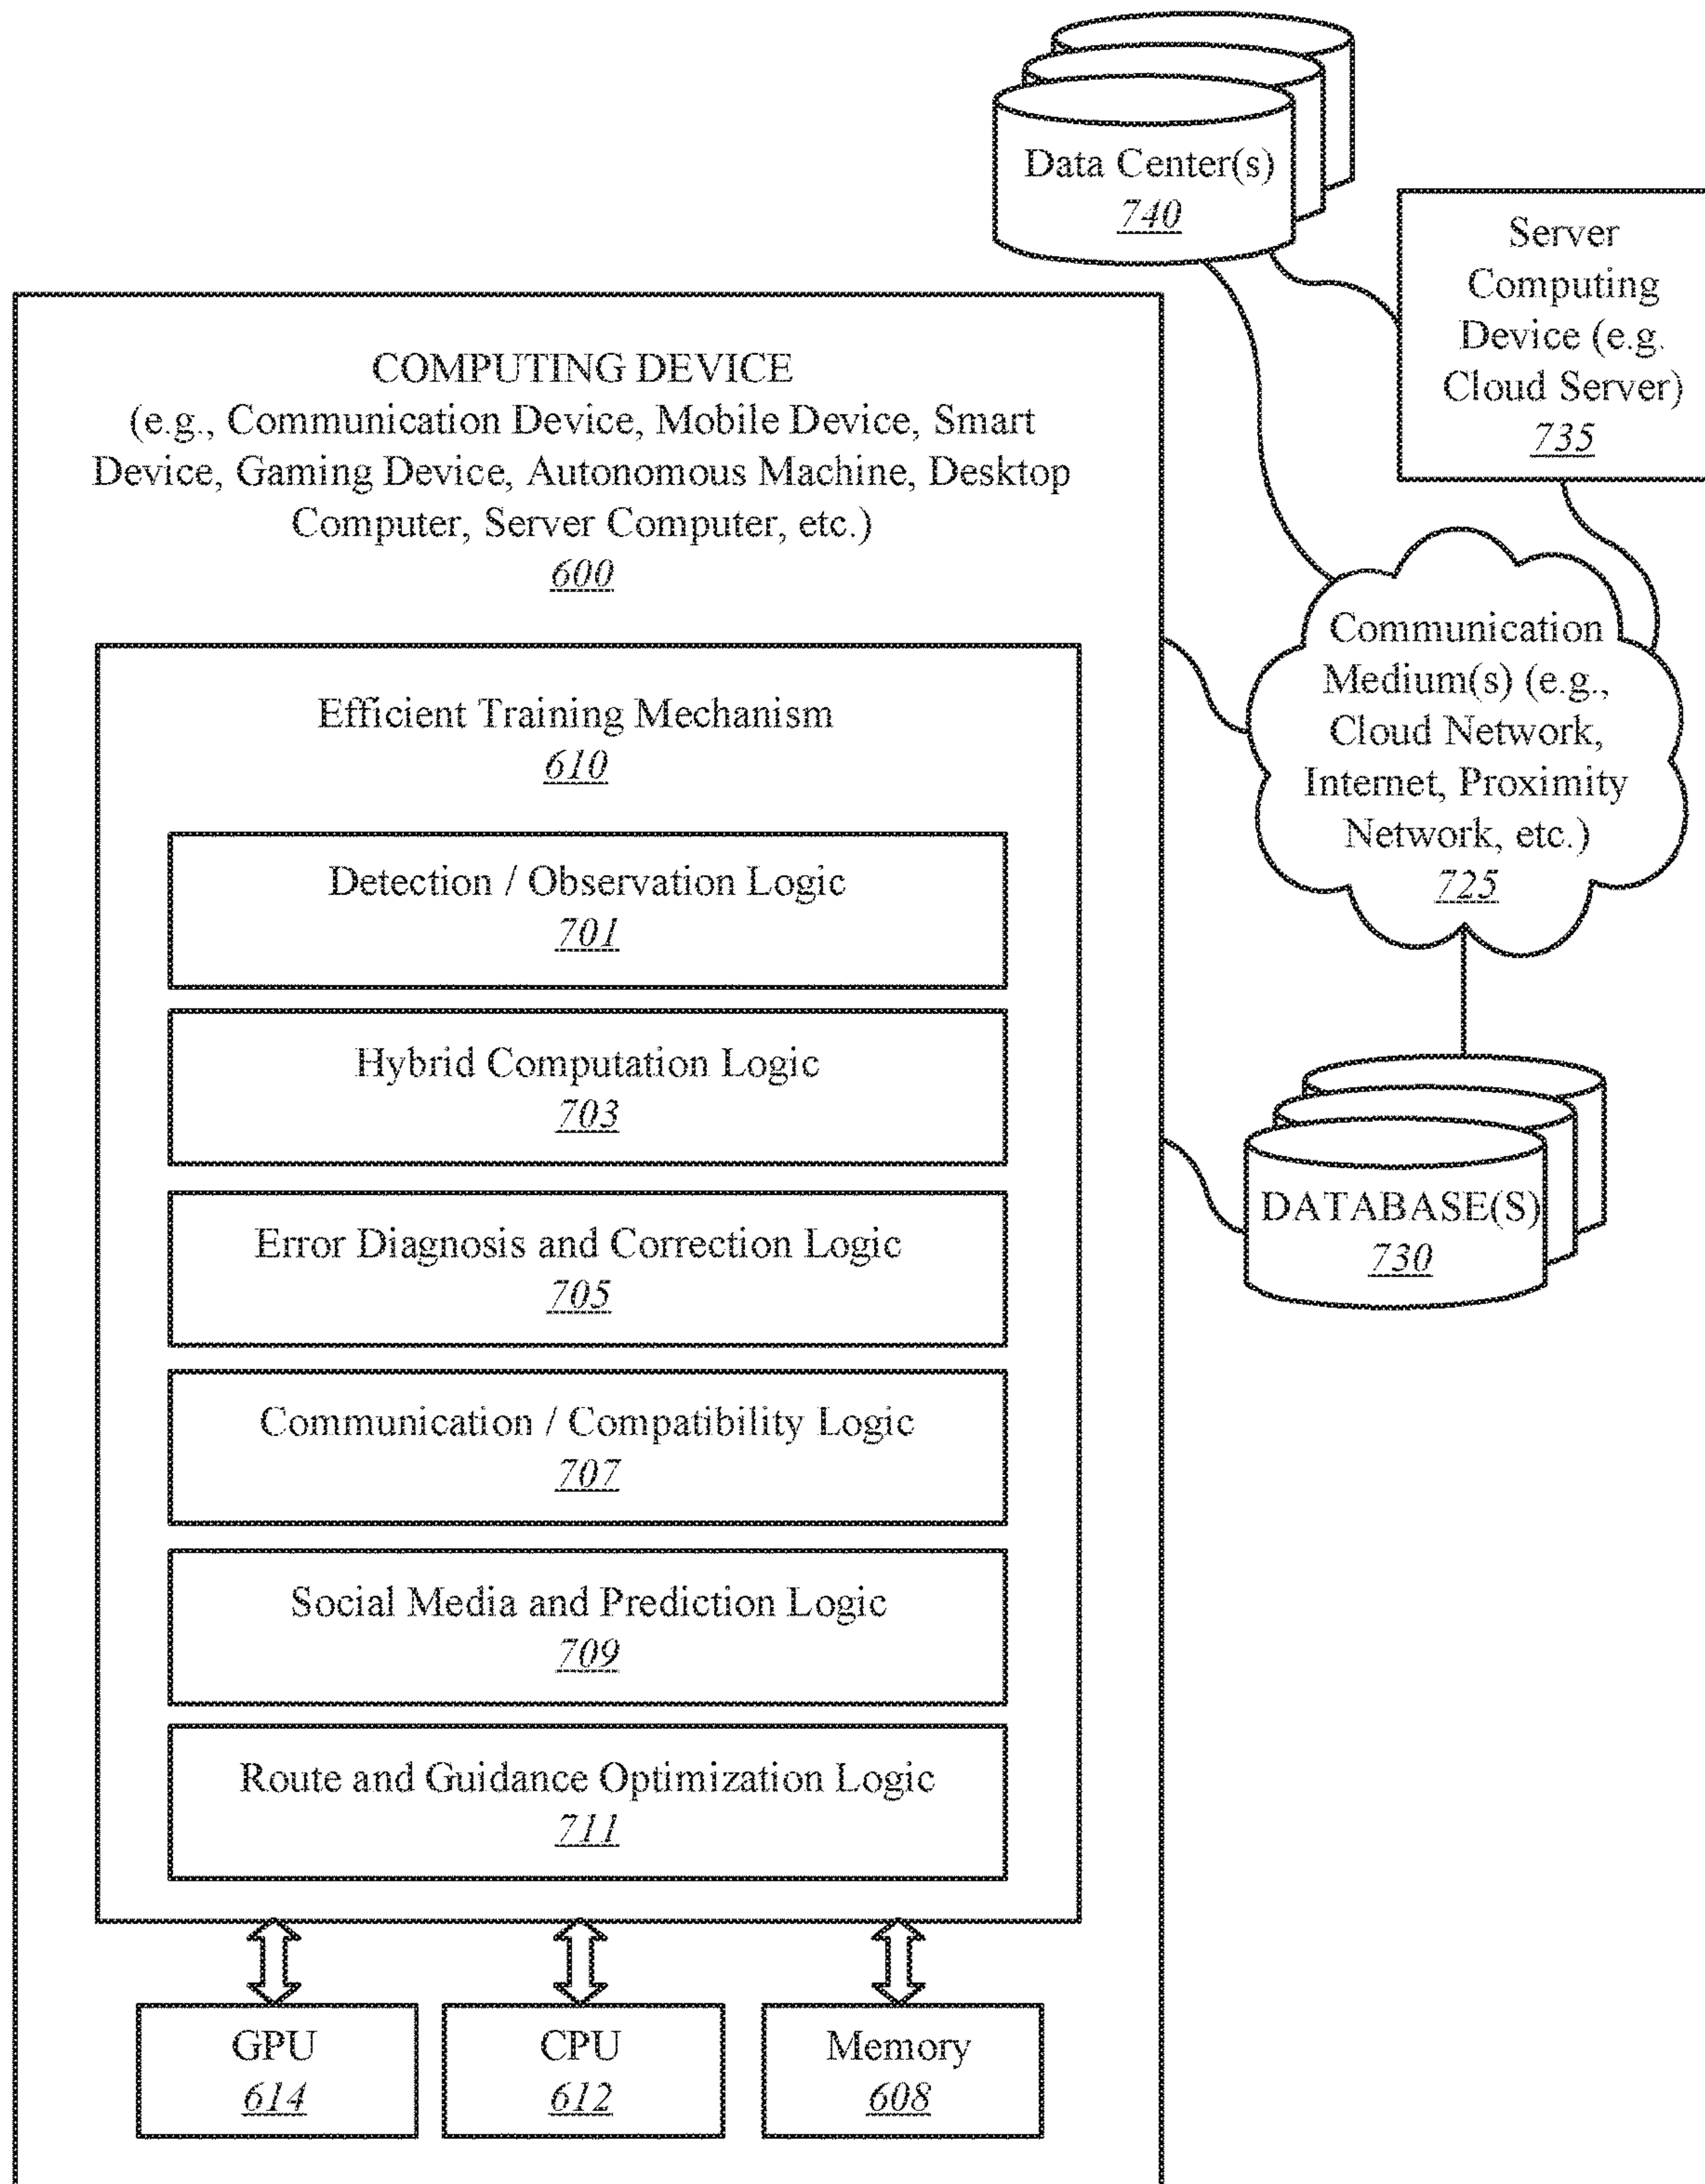 Data Center(s)
740
Server
Computing
Device (e.g.
Cloud Server)
735
COMPUTING DEVICE
(e.g., Communication Device, Mobile Device, Smart
Device, Gaming Device, Autonomous Machine, Desktop
Computer, Server Computer, etc.)
600
Communication
Medium(s) (e.g.,
Cloud Network,
Internet, Proximity
Network, etc.)
725
Efficient Training Mechanism
610
Detection / Observation Logic
701
Hybrid Computation Logic
703
Error Diagnosis and Correction Logic
705
DATABASE(S)
730
Communication / Compatibility Logic
707
Social Media and Prediction Logic
709
Route and Guidance Optimization Logic
711
GPU
614
CPU
612
Memory
608